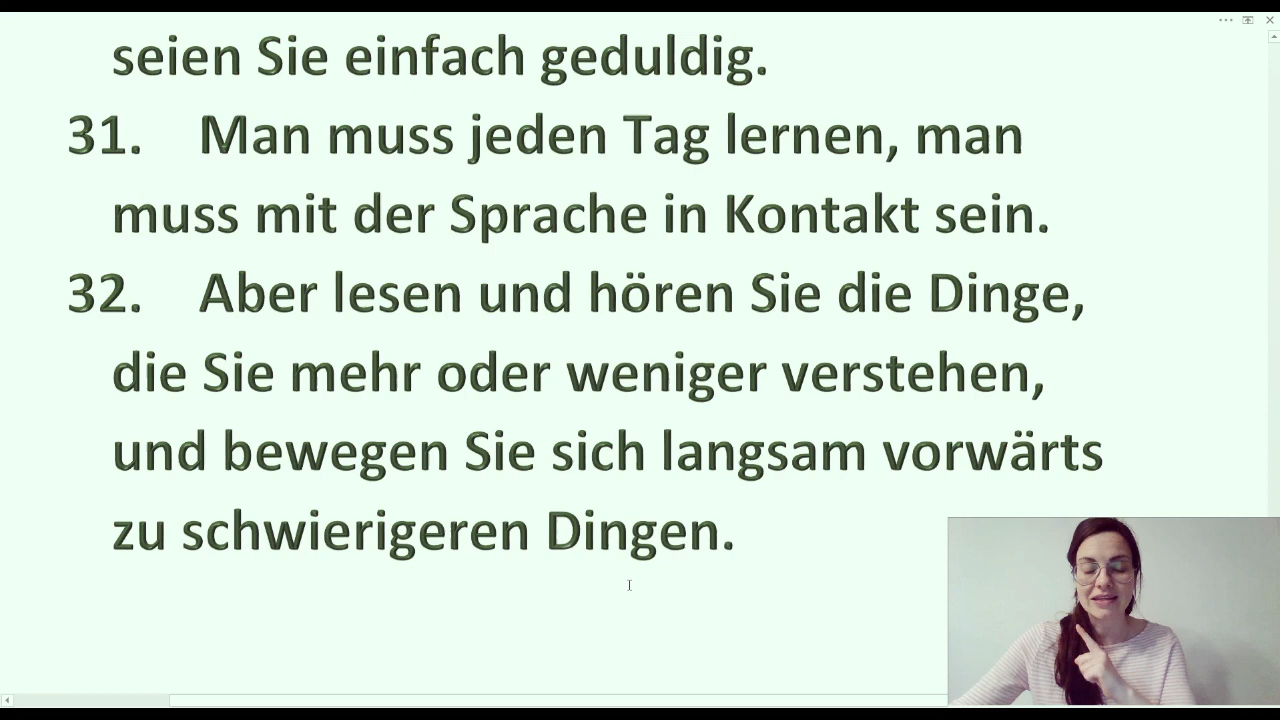 seien Sie einfach geduldig.
31. Man muss jeden Tag lernen, man
muss mit der Sprache in Kontakt sein.
32. Aber lesen und hören Sie die Dinge,
die Sie mehr oder weniger verstehen,
und bewegen Sie sich langsam vorwärts
zu schwierigeren Dingen.